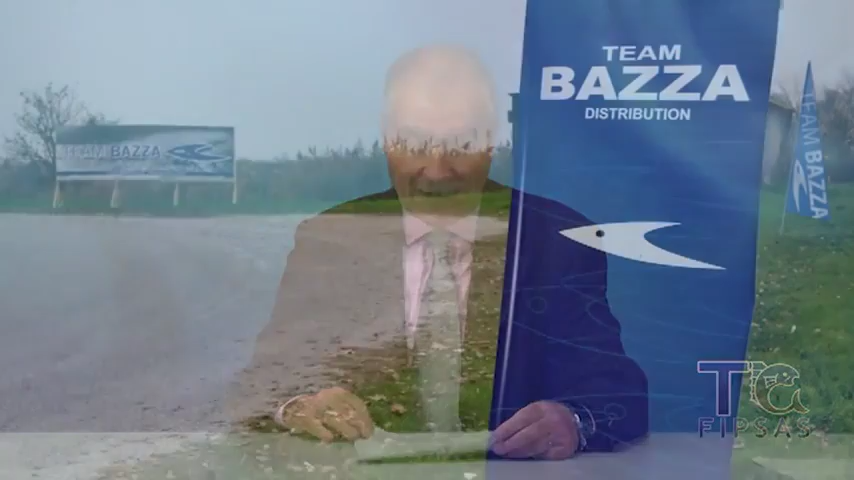 TEAM
BAZZA
DISTRIBUTION
TEAM BAZZA
TEAM BAZZA
TG
FIPSAS